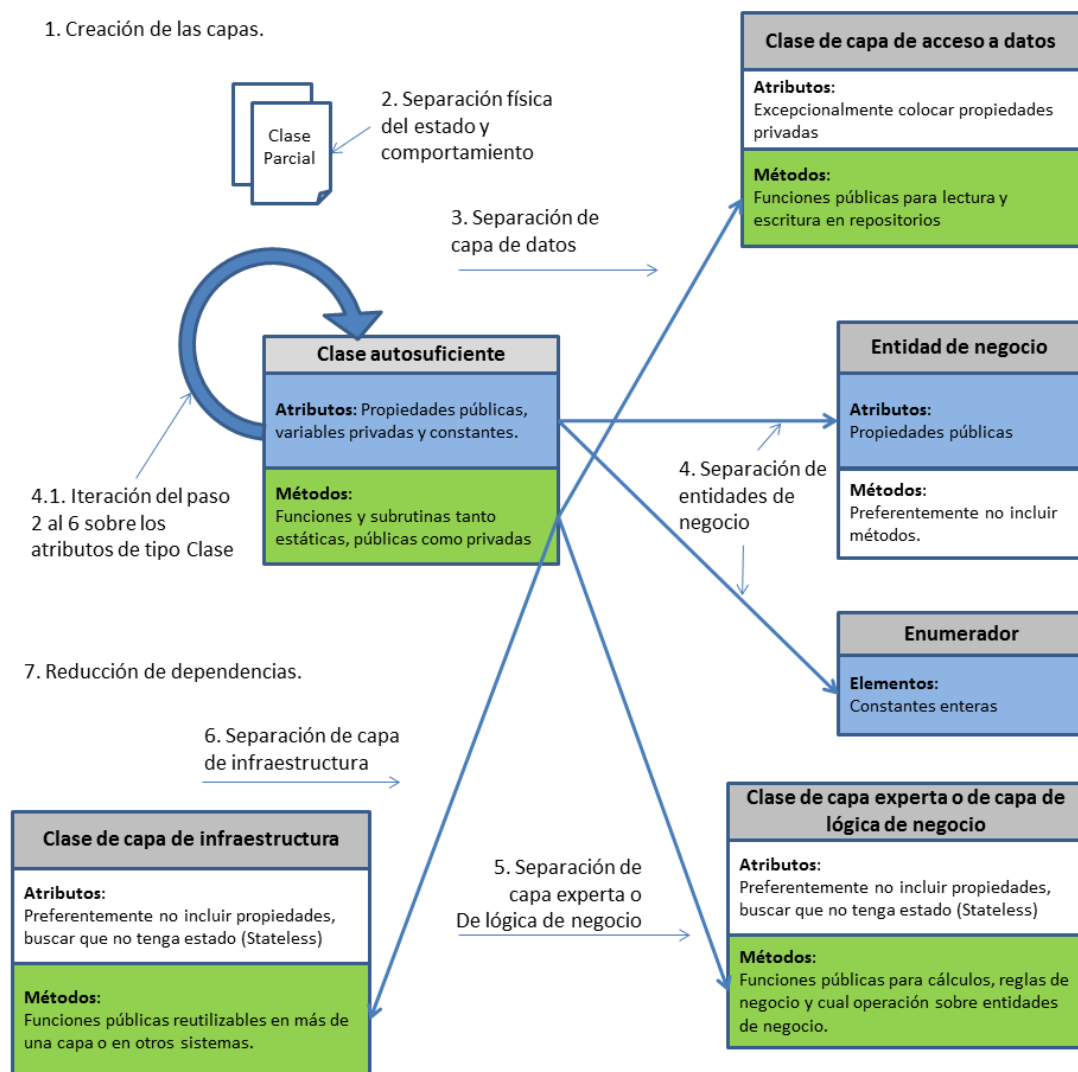 1. Creación de las capas.
Clase
Parcial
2. Separación física
del estado y
comportamiento
3. Separación de
capa de datos
Clase de capa de acceso a datos
Atributos:
Excepcionalmente colocar propiedades
privadas
Métodos:
Funciones públicas para lectura y
escritura en repositorios
Clase autosuficiente
Atributos: Propiedades públicas,
variables privadas y constantes.
Métodos:
Funciones y subrutinas tanto
estáticas, públicas como privadas
4.1. Iteración del paso
2 al 6 sobre los
atributos de tipo Clase
Entidad de negocio
Atributos:
Propiedades públicas
Métodos:
Preferentemente no incluir
métodos.
4. Separación de
entidades de
negocio
Enumerador
Elementos:
Constantes enteras
7. Reducción de dependencias.
6. Separación de capa
de infraestructura
Clase de capa de infraestructura
Atributos:
Preferentemente no incluir propiedades,
buscar que no tenga estado (Stateless)
Métodos:
Funciones públicas reutilizables en más de
una capa o en otros sistemas.
5. Separación de
capa experta o
De lógica de negocio
Clase de capa experta o de capa de
lógica de negocio
Atributos:
Preferentemente no incluir propiedades,
buscar que no tenga estado (Stateless)
Métodos:
Funciones públicas para cálculos, reglas de
negocio y cual operación sobre entidades
de negocio.